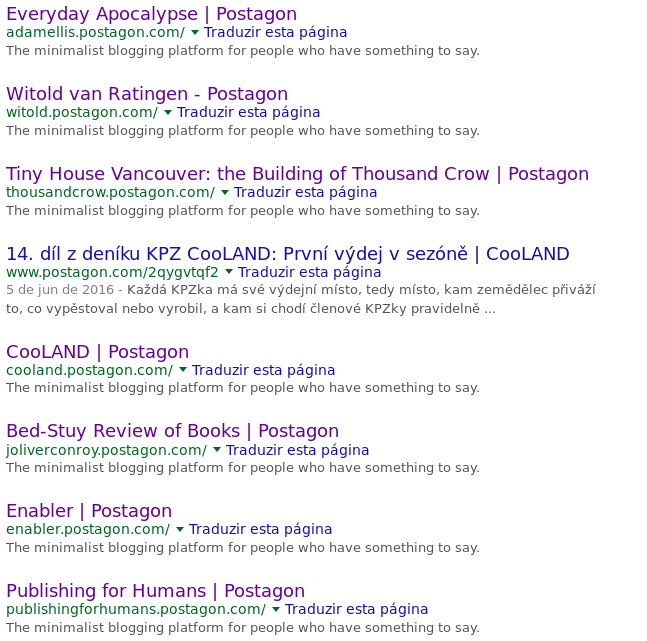 Everyday Apocalypse | Postagon
adamellis.postagon.com/ ▼ Traduzir esta página
The minimalist blogging platform for people who have something to say.
Witold van Ratingen - Postagon
witold.postagon.com/ ▼ Traduzir esta página
The minimalist blogging platform for people who have something to say.
Tiny House Vancouver: the Building of Thousand Crow | Postagon
thousandcrow.postagon.com/ ▼ Traduzir esta página
The minimalist blogging platform for people who have something to say.
14. díl z deníku KPZ CooLAND: První výdej v sezóně | CooLAND
www.postagon.com/2qygvtqf2 ▼ Traduzir esta página
5 de jun de 2016 - Každá KPZka má své výdejní místo, tedy místo, kam zemědělec přiváží
to, co vypěstoval nebo vyrobil, a kam si chodí členové KPZky pravidelně ...
CooLAND | Postagon
cooland.postagon.com/ ▼ Traduzir esta página
The minimalist blogging platform for people who have something to say.
Bed-Stuy Review of Books | Postagon
joliverconroy.postagon.com/ ▼ Traduzir esta página
The minimalist blogging platform for people who have something to say.
Enabler | Postagon
enabler.postagon.com/ ▼ Traduzir esta página
The minimalist blogging platform for people who have something to say.
Publishing for Humans | Postagon
publishingforhumans.postagon.com/ ▼ Traduzir esta página
The minimalist blogging platform for people who have something to say.